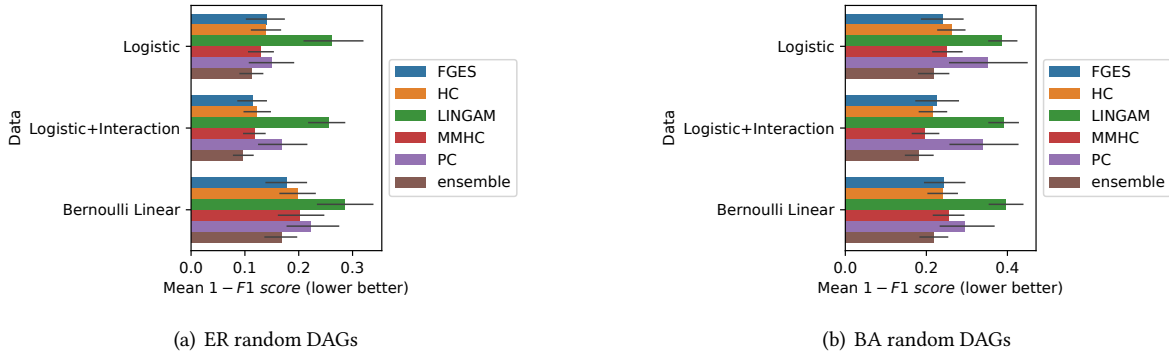 Data
Logistic
Logistic+Interaction
Bernoulli Linear
0.0 0.1 0.2 0.3
Mean 1 − F1 score (lower better)
FGES
HC
LINGAM
MMHC
PC
ensemble
(a) ER random DAGs
Data
Logistic
Logistic+Interaction
Bernoulli Linear
0.0 0.2 0.4
Mean 1 − F1 score (lower better)
FGES
HC
LINGAM
MMHC
PC
ensemble
(b) BA random DAGs